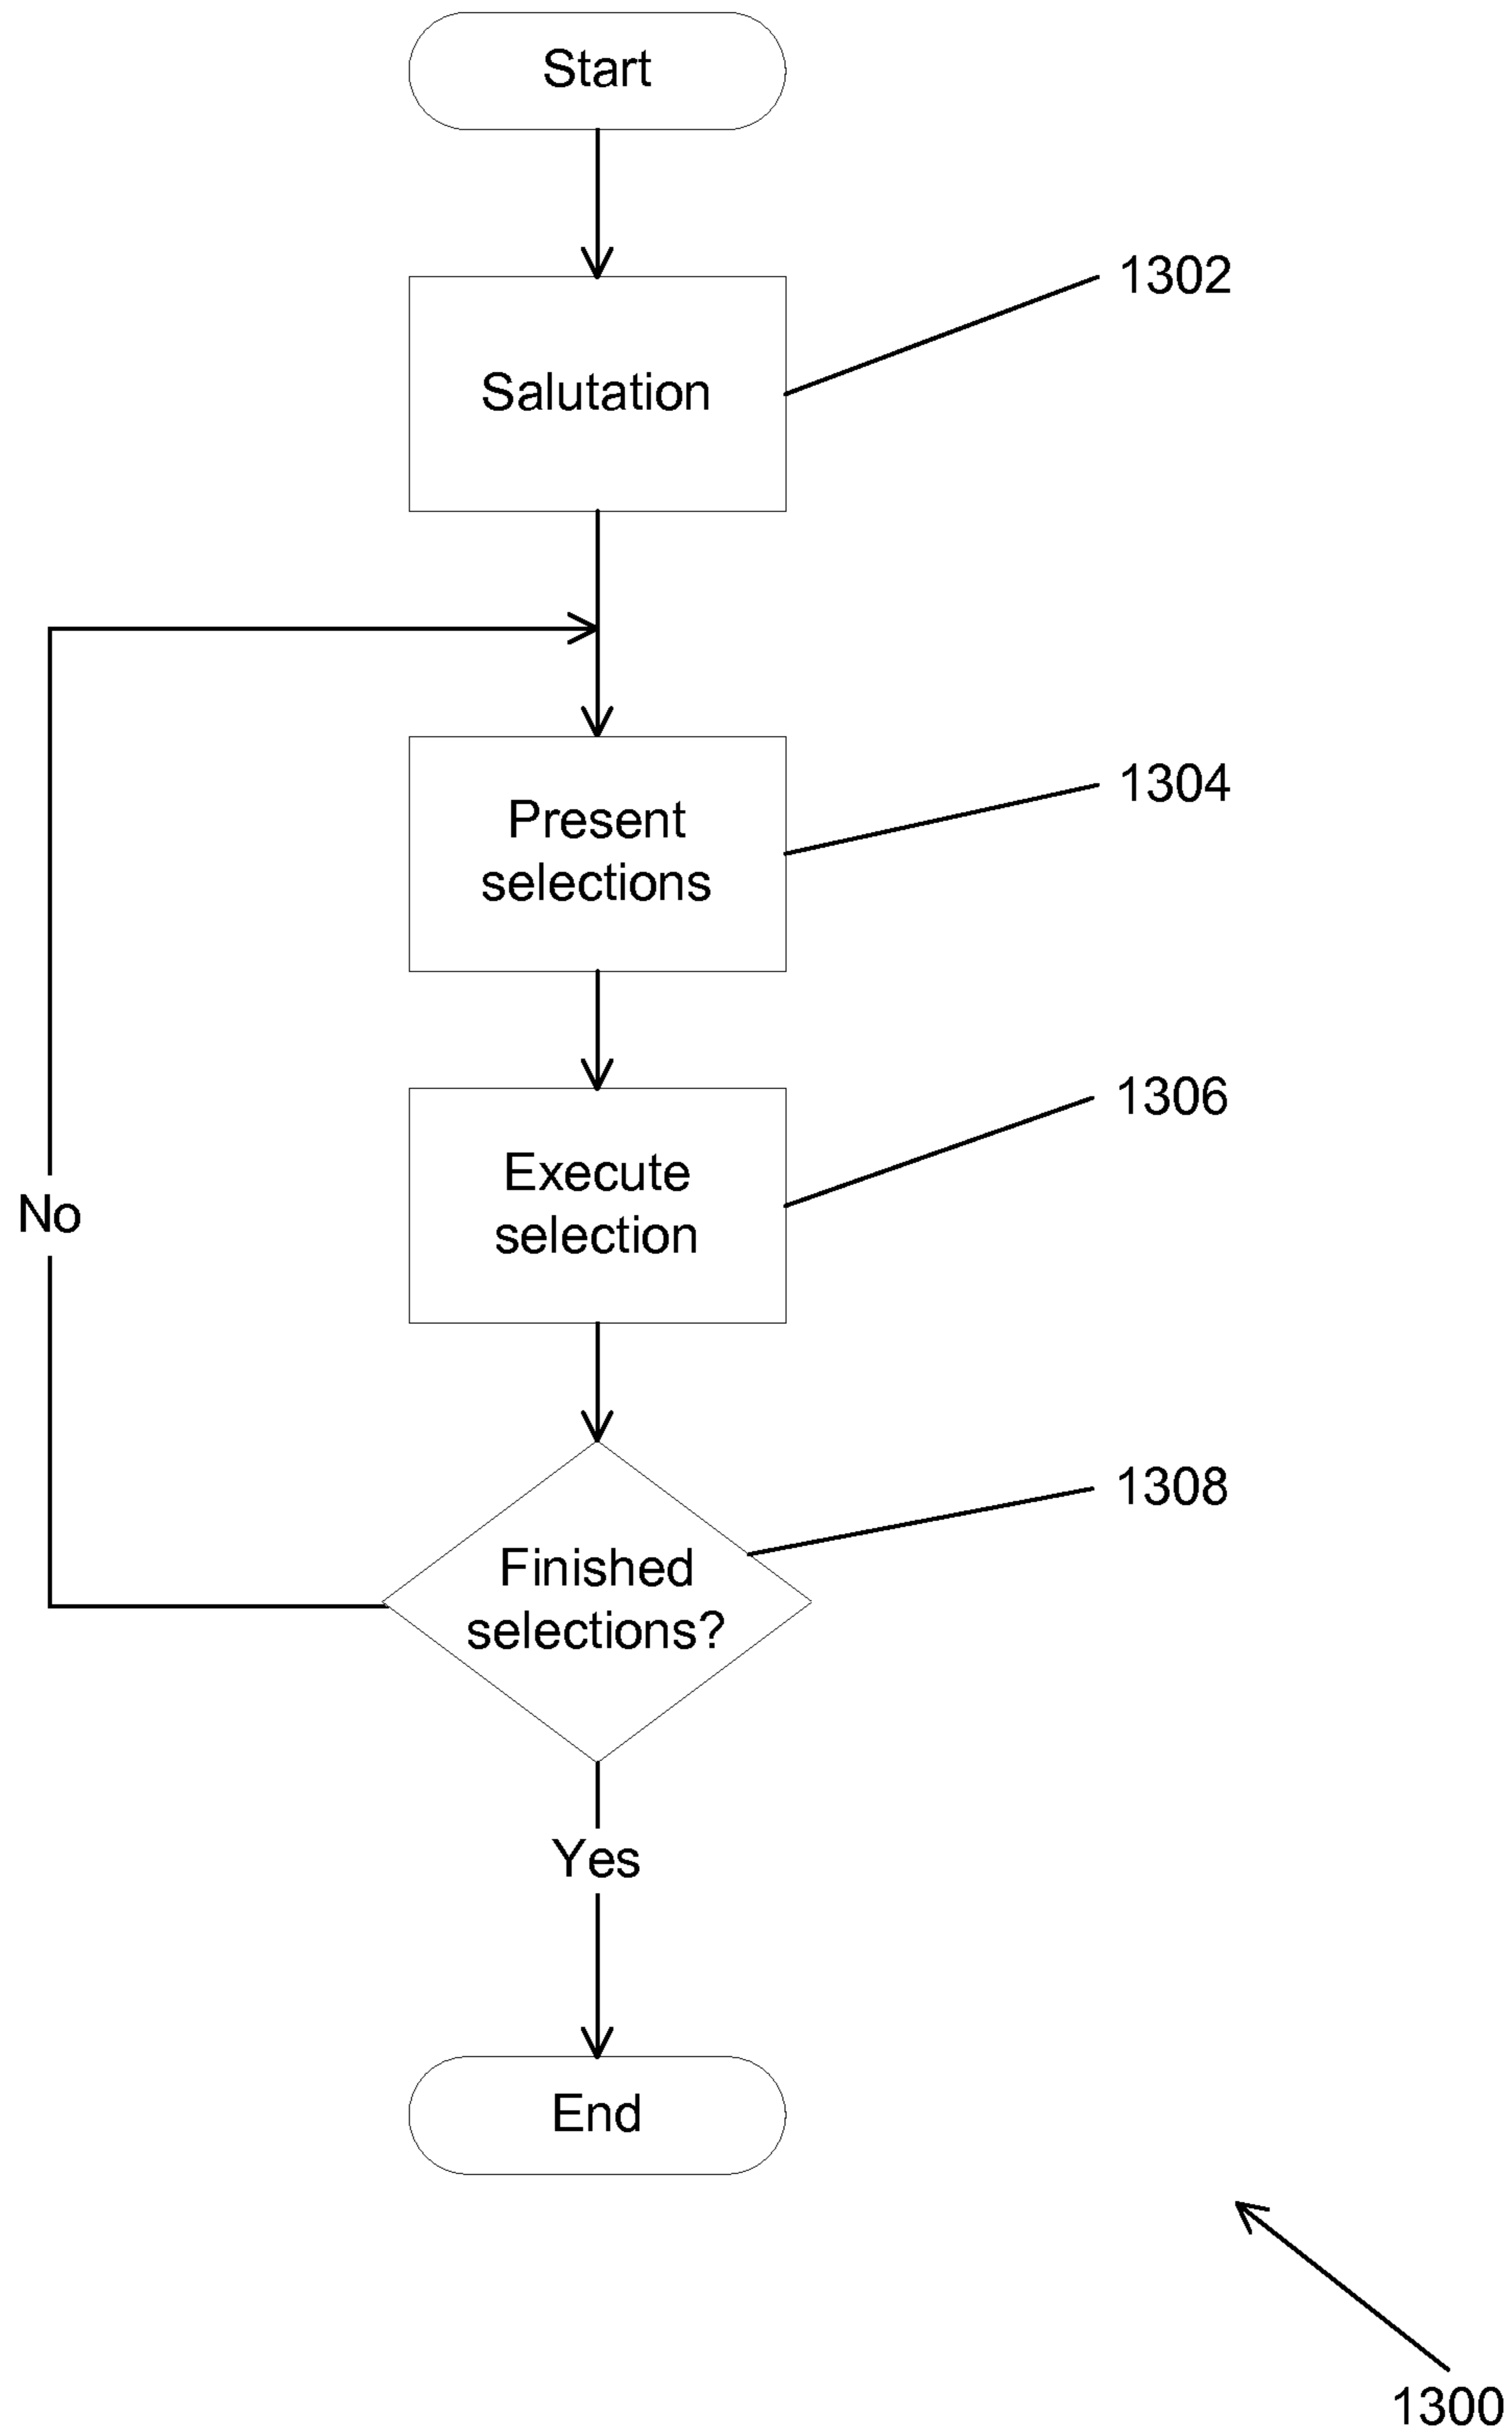 Start
1302
Salutation
1304
Present
selections
1306
Execute
selection
No
1308
Finished
selections?
Yes
End
1300